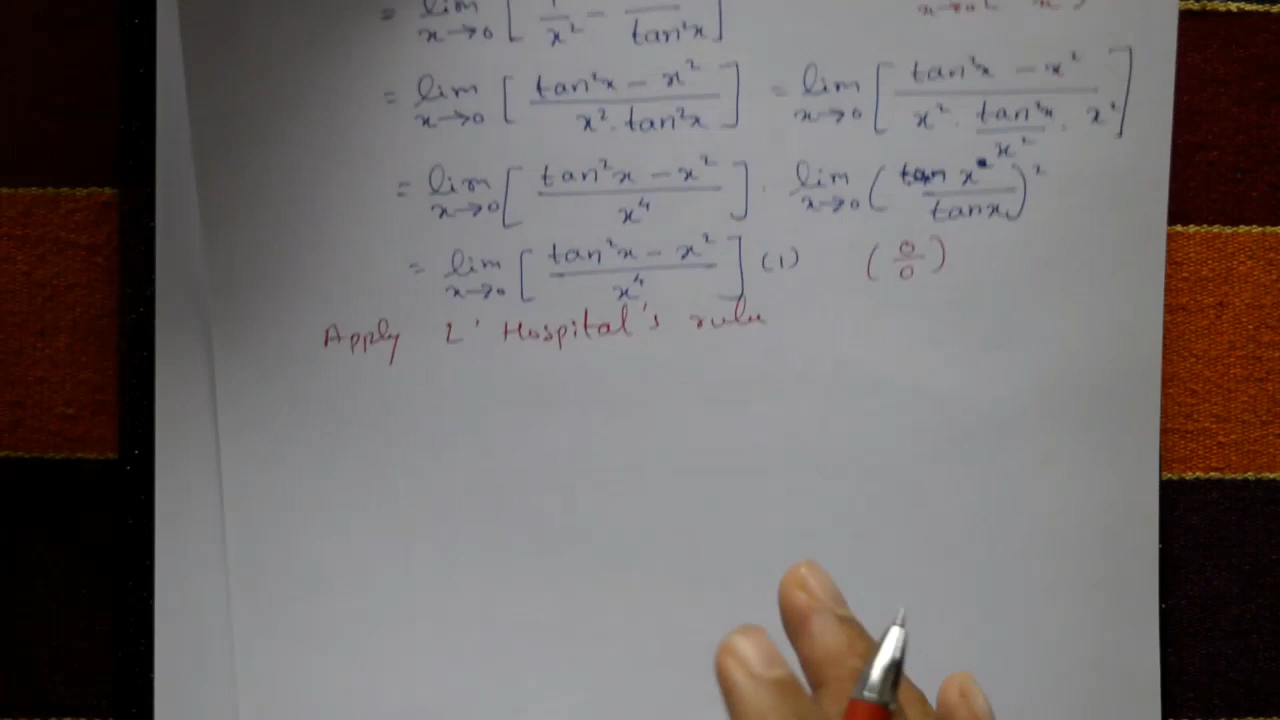 = lim x→0 [ 1/x² − /tan²x ] x→0 x )
= lim x→0 [ tan²x − x² / x² . tan²x ] = lim x→0 [ tan²x − x² / x² . tan²x/x² . x² ]
= lim x→0 [ tan²x − x² / x⁴ ] . lim x→0 ( x / tanx )²
= lim x→0 [ tan²x − x² / x⁴ ] (1) ( 0/0 )
Apply L' Hospital's rule